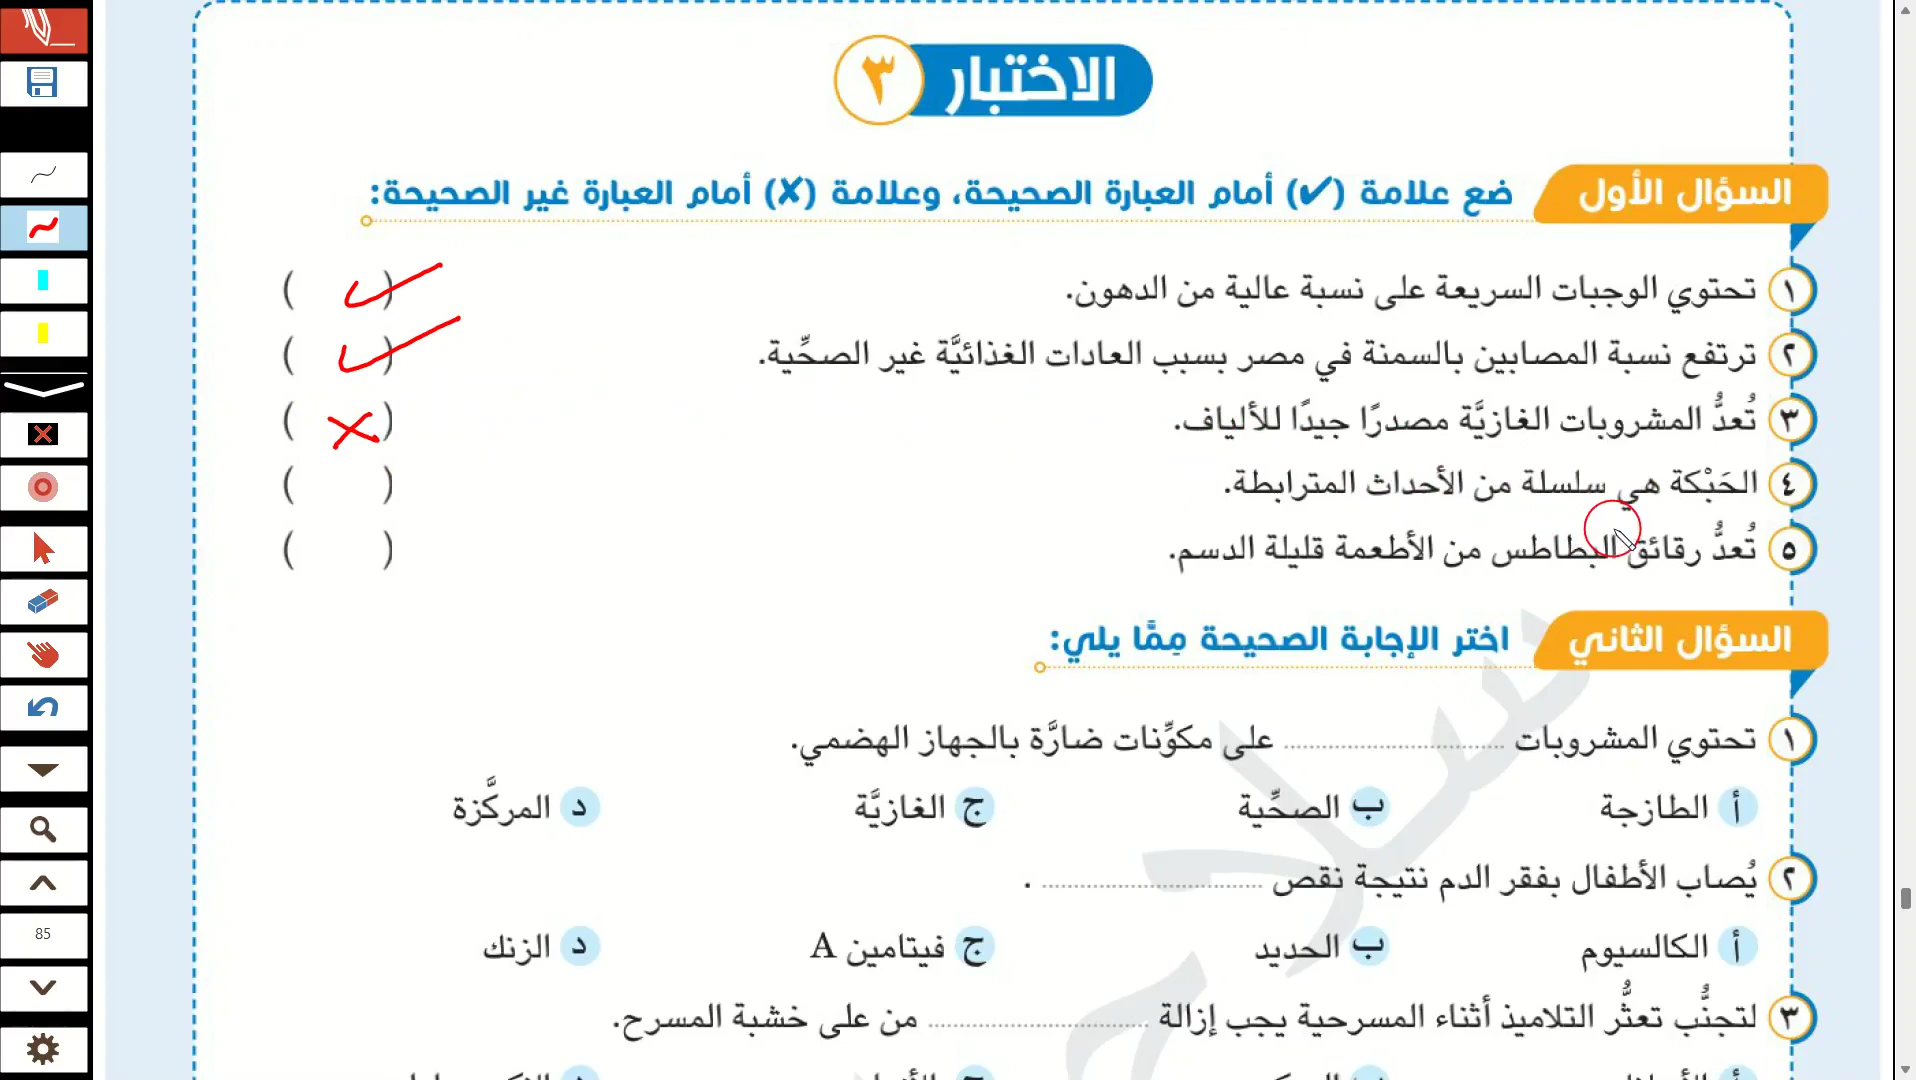 الاختبار ٣
السؤال الأول ضع علامة (✔) أمام العبارة الصحيحة، وعلامة (✘) أمام العبارة غير الصحيحة:
١ تحتوي الوجبات السريعة على نسبة عالية من الدهون. ( ✓ )
٢ ترتفع نسبة المصابين بالسمنة في مصر بسبب العادات الغذائيَّة غير الصحِّية. ( ✓ )
٣ تُعدُّ المشروبات الغازيَّة مصدرًا جيدًا للألياف. ( ✗ )
٤ الحَبْكة هي سلسلة من الأحداث المترابطة. ( )
٥ تُعدُّ رقائق البطاطس من الأطعمة قليلة الدسم. ( )
السؤال الثاني اختر الإجابة الصحيحة مِمَّا يلي:
١ تحتوي المشروبات .................... على مكوِّنات ضارَّة بالجهاز الهضمي.
أ الطازجة ب الصحِّية ج الغازيَّة د المركَّزة
٢ يُصاب الأطفال بفقر الدم نتيجة نقص .................... .
أ الكالسيوم ب الحديد ج فيتامين A د الزنك
٣ لتجنُّب تعثُّر التلاميذ أثناء المسرحية يجب إزالة .................... من على خشبة المسرح.
85